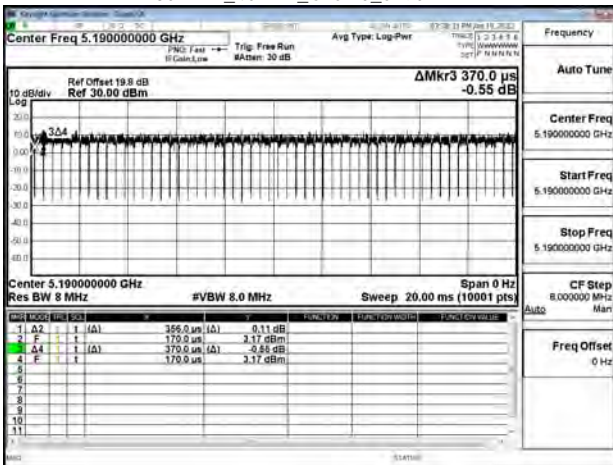 Center Freq 5.190000000 GHz
PNO: Fast
IFGain:Low
Trig: Free Run
#Atten: 30 dB
Avg Type: Log-Pwr
TRACE 1 2 3 4 5 6
TYPE WWWWWW
DET P N N N N N
Frequency
Auto Tune
ΔMkr3 370.0 µs
-0.55 dB
Ref Offset 19.8 dB
10 dB/div Ref 30.00 dBm
Log
20.0
10.0
0.00
-10.0
-20.0
-30.0
-40.0
-50.0
-60.0
3Δ4
Center Freq
5.190000000 GHz
Start Freq
5.190000000 GHz
Stop Freq
5.190000000 GHz
Center 5.190000000 GHz
Span 0 Hz
Res BW 8 MHz
#VBW 8.0 MHz
Sweep 20.00 ms (10001 pts)
CF Step
8.000000 MHz
Auto Man
Freq Offset
0 Hz
MKR MODE TRC SCL X Y FUNCTION FUNCTION WIDTH FUNCTION VALUE
1 Δ2 1 t (Δ) 356.0 µs (Δ) 0.11 dB
2 F 1 t 170.0 µs 3.17 dBm
3 Δ4 1 t (Δ) 370.0 µs (Δ) -0.55 dB
4 F 1 t 170.0 µs 3.17 dBm
5
6
7
8
9
10
11
MSG
STATUS